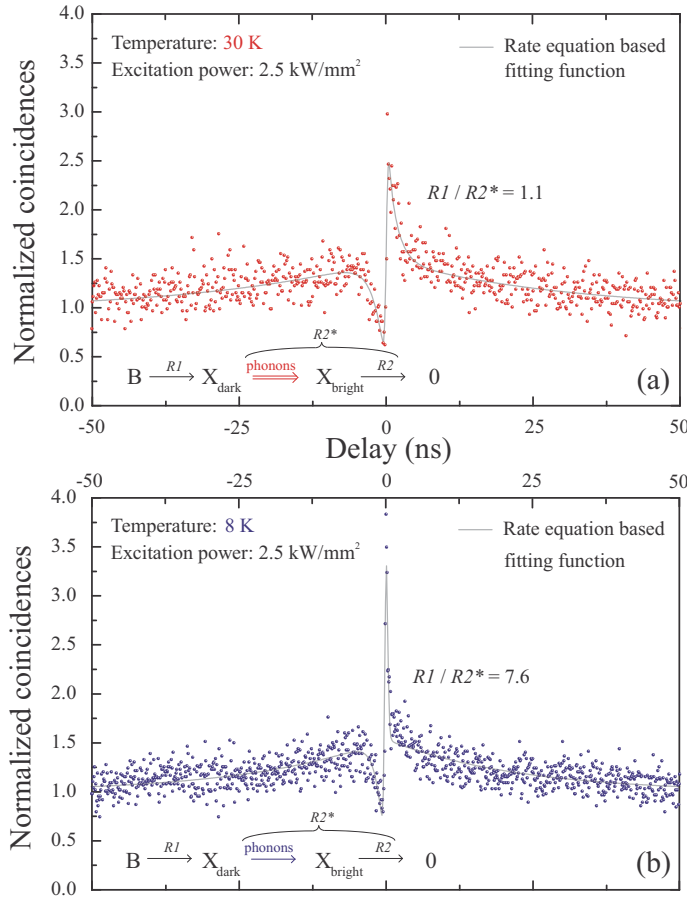 4.0
3.5
3.0
2.5
2.0
1.5
1.0
0.5
0.0
Normalized coincidences
Temperature: 30 K
Excitation power: 2.5 kW/mm²
Rate equation based
fitting function
R1 / R2* = 1.1
R2*
B R1 X_dark phonons X_bright R2 0
(a)
-50 -25 0 25 50
Delay (ns)
-50 -25 0 25 50
4.0
3.5
3.0
2.5
2.0
1.5
1.0
0.5
0.0
Normalized coincidences
Temperature: 8 K
Excitation power: 2.5 kW/mm²
Rate equation based
fitting function
R1 / R2* = 7.6
R2*
B R1 X_dark phonons X_bright R2 0
(b)